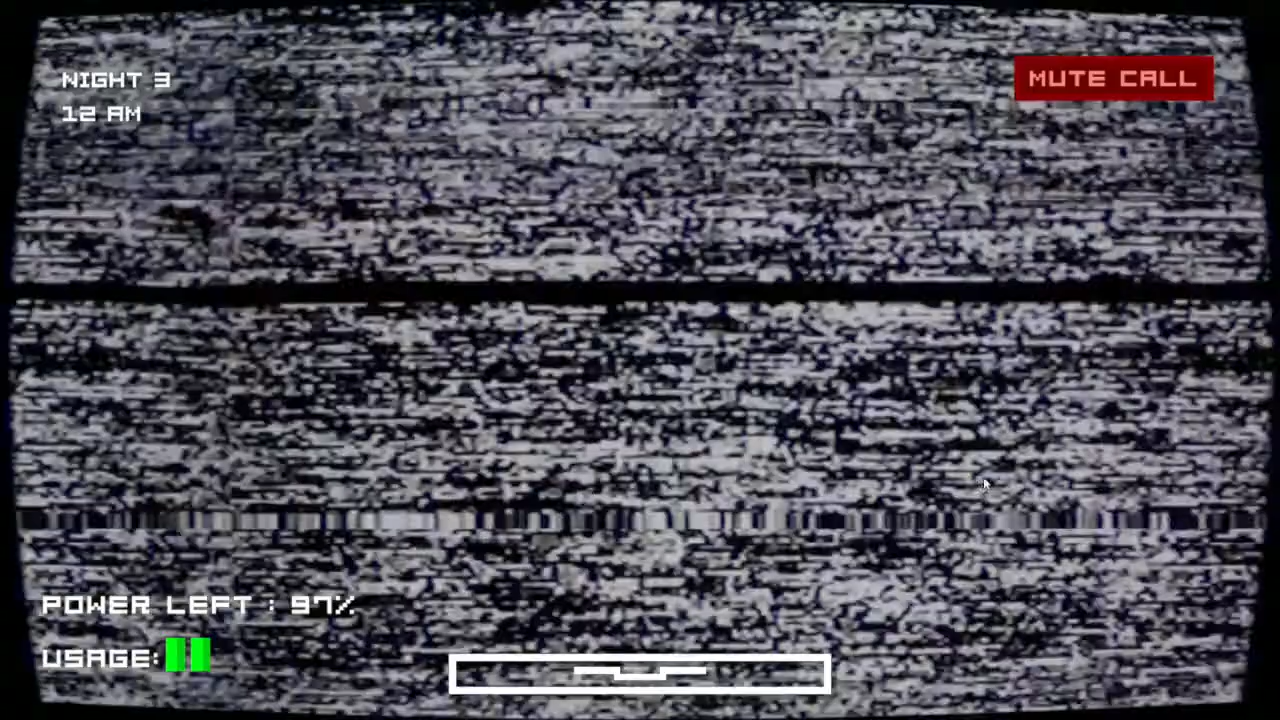 NIGHT 3
MUTE CALL
12 AM
POWER LEFT : 97%
USAGE: